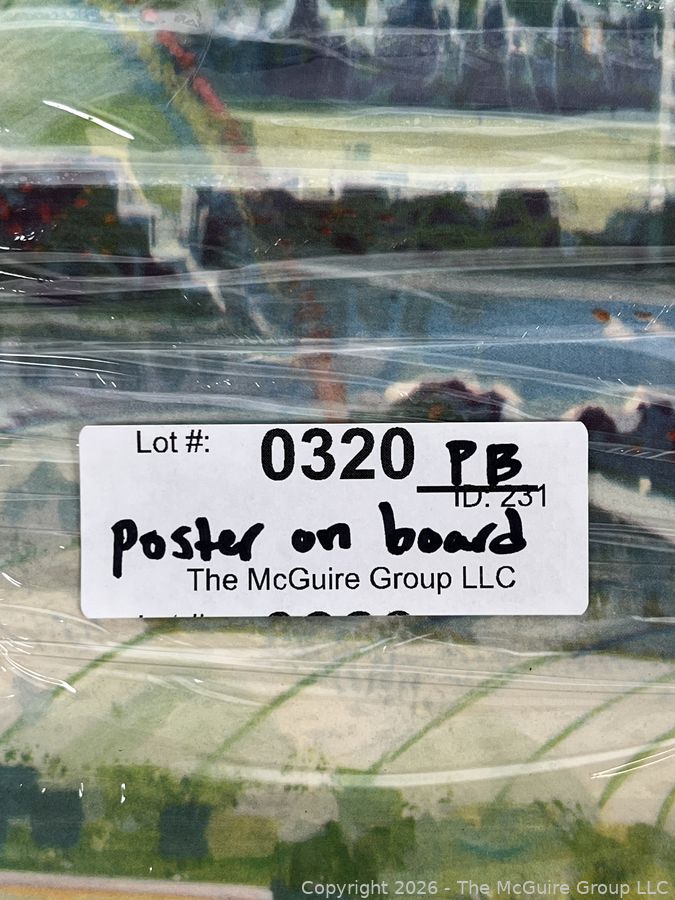 Lot #: 0320 PB
ID: 231
poster on board
The McGuire Group LLC
Copyright 2026 - The McGuire Group LLC